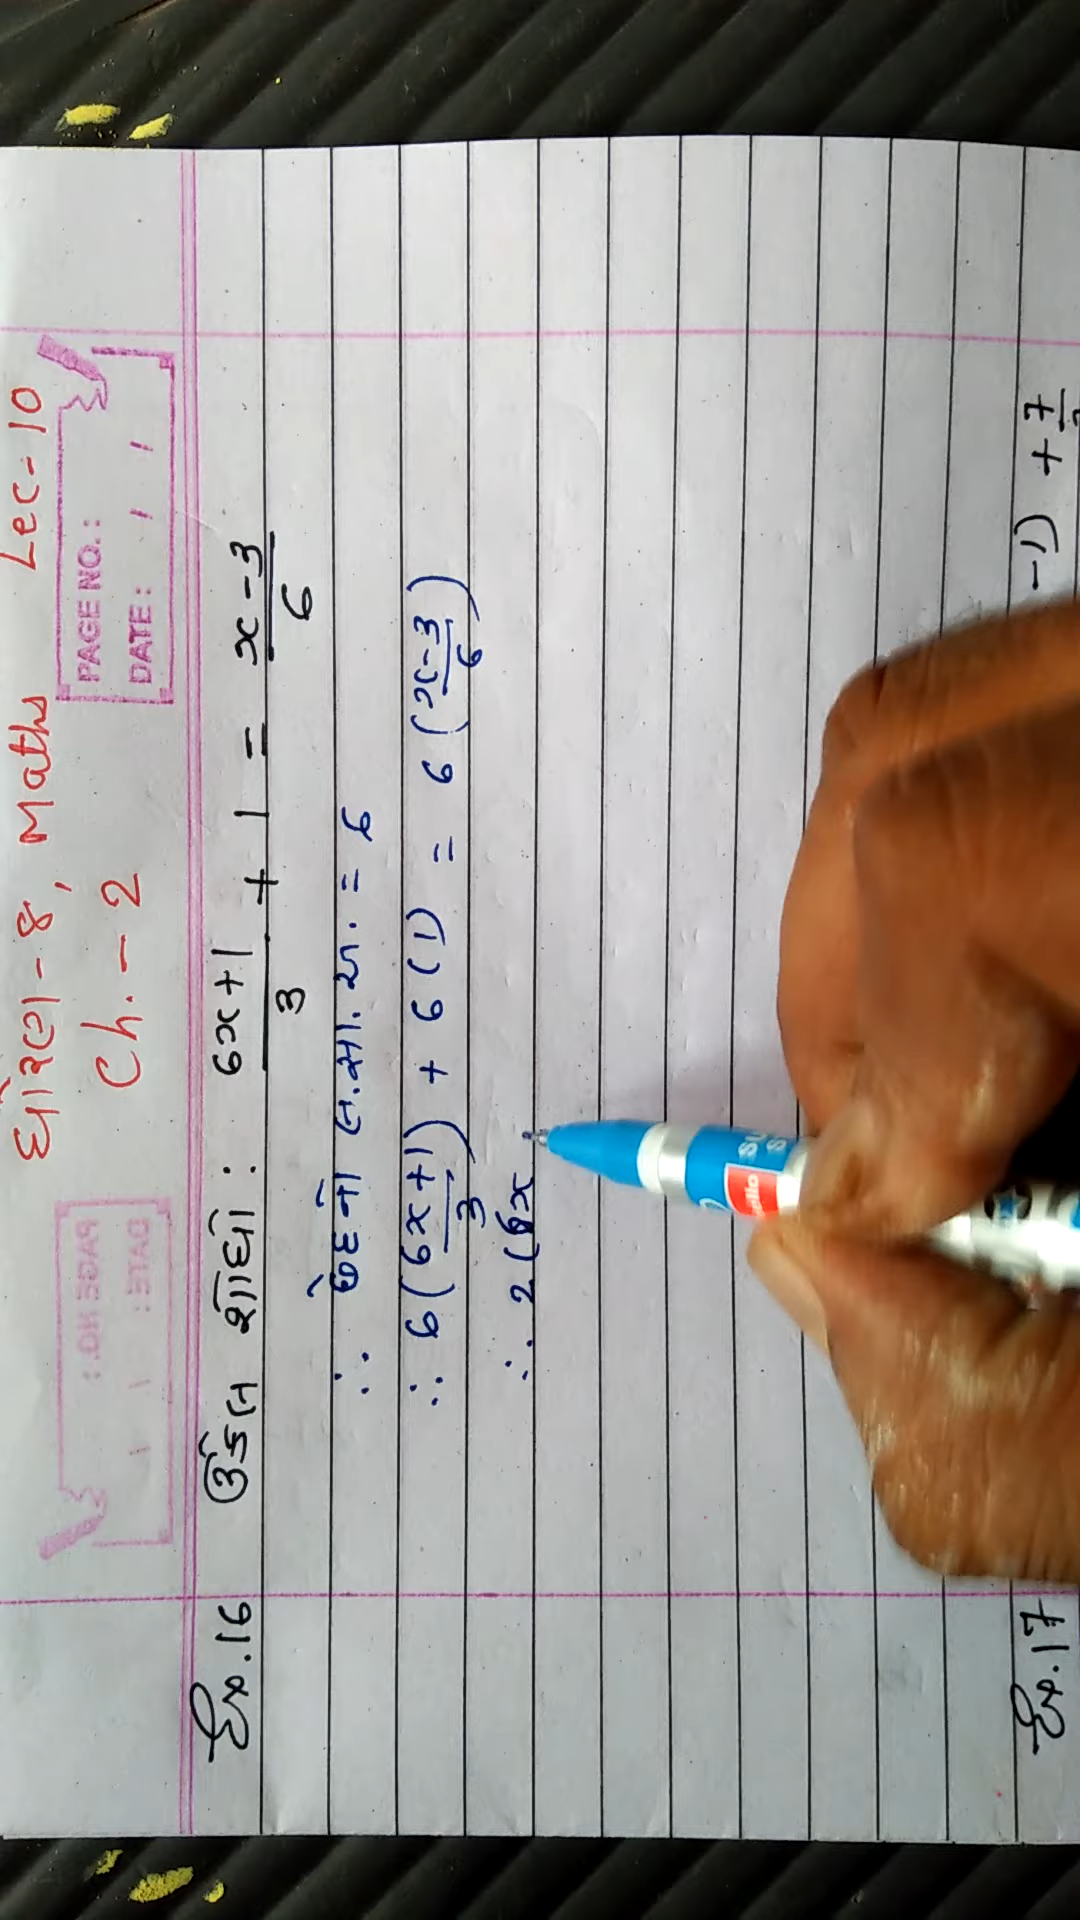 ધોરણ-8, Maths Lec-10
Ch.-2
PAGE NO.:
DATE: / /
Ex.16 ઉકેલ શોધો: (6x+1)/3 + 1 = (x-3)/6
∴ છેદનો લ.સા.અ. = 6
∴ 6((6x+1)/3) + 6(1) = 6((x-3)/6)
∴ 2(6x
Ex.17 -1) + 7